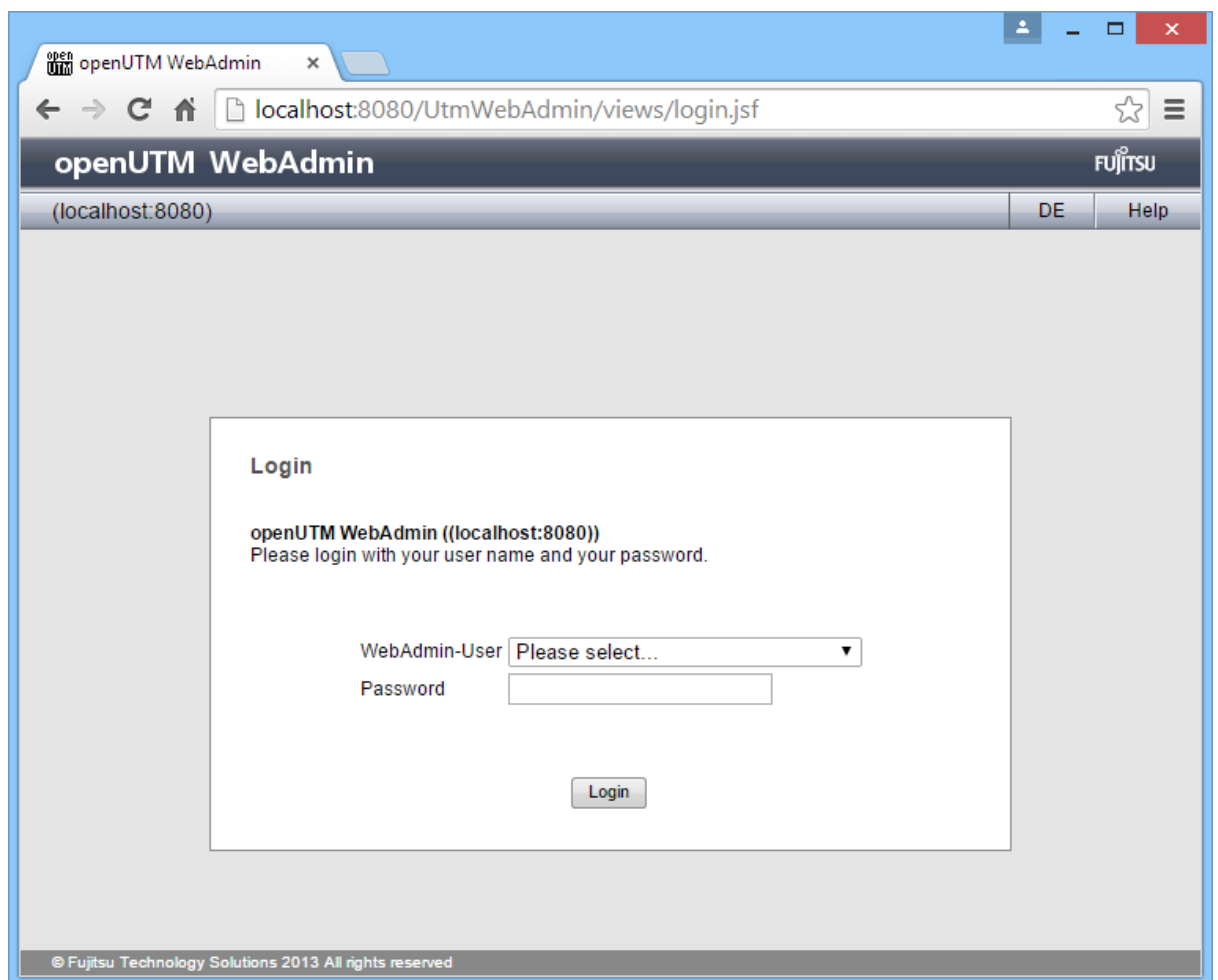 open UTM openUTM WebAdmin
localhost:8080/UtmWebAdmin/views/login.jsf
openUTM WebAdmin FUJITSU
(localhost:8080) DE Help
Login
openUTM WebAdmin ((localhost:8080))
Please login with your user name and your password.
WebAdmin-User Please select...
Password
Login
© Fujitsu Technology Solutions 2013 All rights reserved